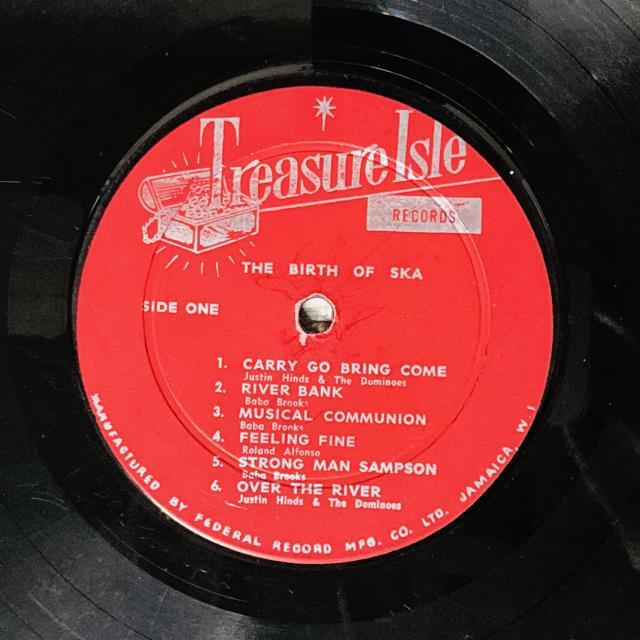 Treasure Isle
RECORDS
THE BIRTH OF SKA
SIDE ONE
1. CARRY GO BRING COME
Justin Hinds & The Dominoes
2. RIVER BANK
Baba Brooks
3. MUSICAL COMMUNION
Baba Brooks
4. FEELING FINE
Roland Alfonso
5. STRONG MAN SAMPSON
Baba Brooks
6. OVER THE RIVER
Justin Hinds & The Dominoes
MANUFACTURED BY FEDERAL RECORD MFG. CO. LTD. JAMAICA W. I